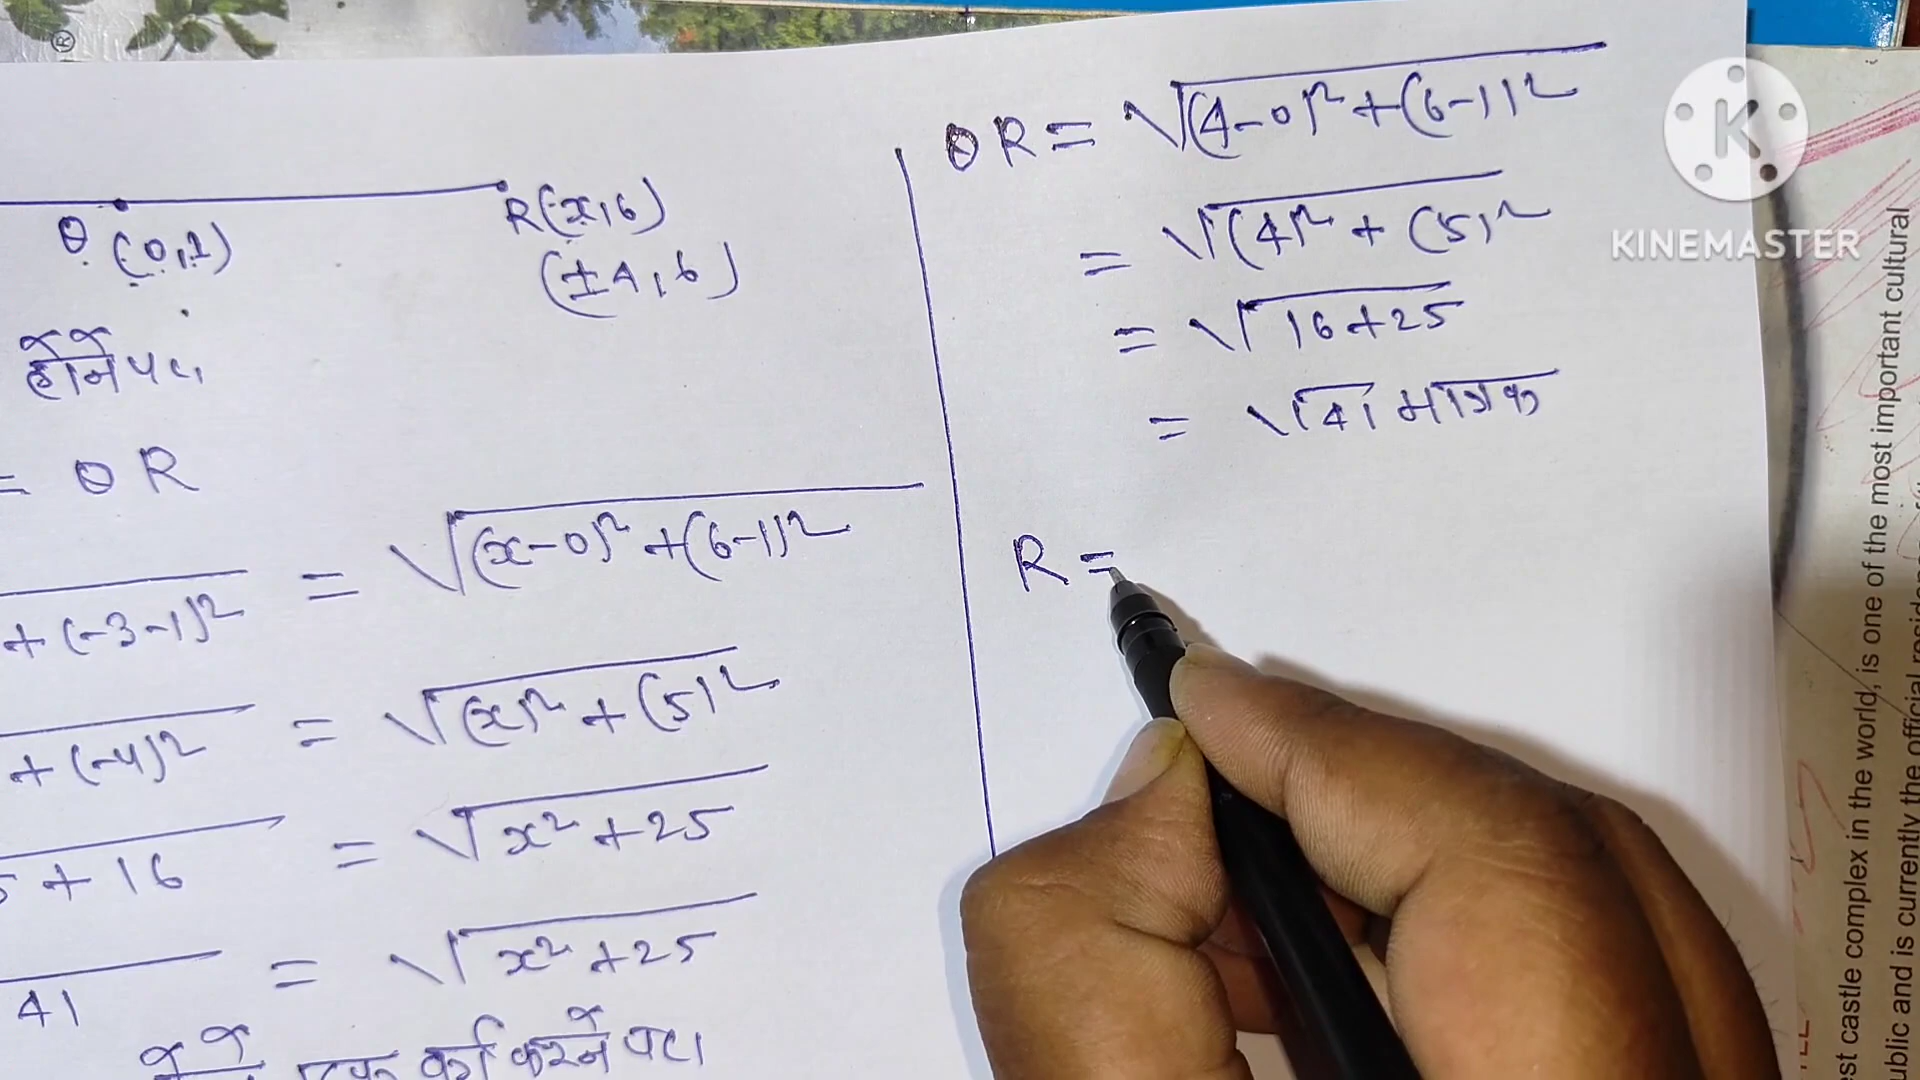 Q (0,1)
R(x,6)
(±4,6)
होने पर
= QR
+(-3-1)² = √(x-0)²+(6-1)²
+(-4)² = √(x)²+(5)²
+16 = √x²+25
41 = √x²+25
करने पर
QR = √(4-0)²+(6-1)²
= √(4)²+(5)²
= √16+25
= √41 मात्रक
R =
KINEMASTER
est castle complex in the world, is one of the most important cultural
ublic and is currently the official